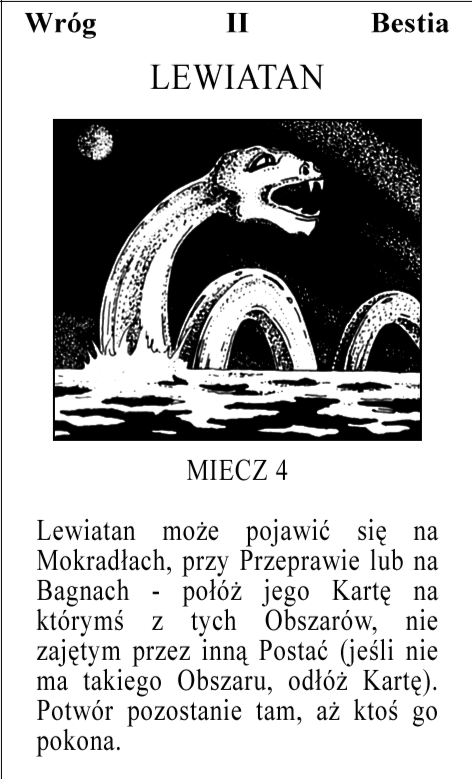 Wróg II Bestia
LEWIATAN
MIECZ 4
Lewiatan może pojawić się na
Mokradłach, przy Przeprawie lub na
Bagnach - połóż jego Kartę na
którymś z tych Obszarów, nie
zajętym przez inną Postać (jeśli nie
ma takiego Obszaru, odłóż Kartę).
Potwór pozostanie tam, aż ktoś go
pokona.